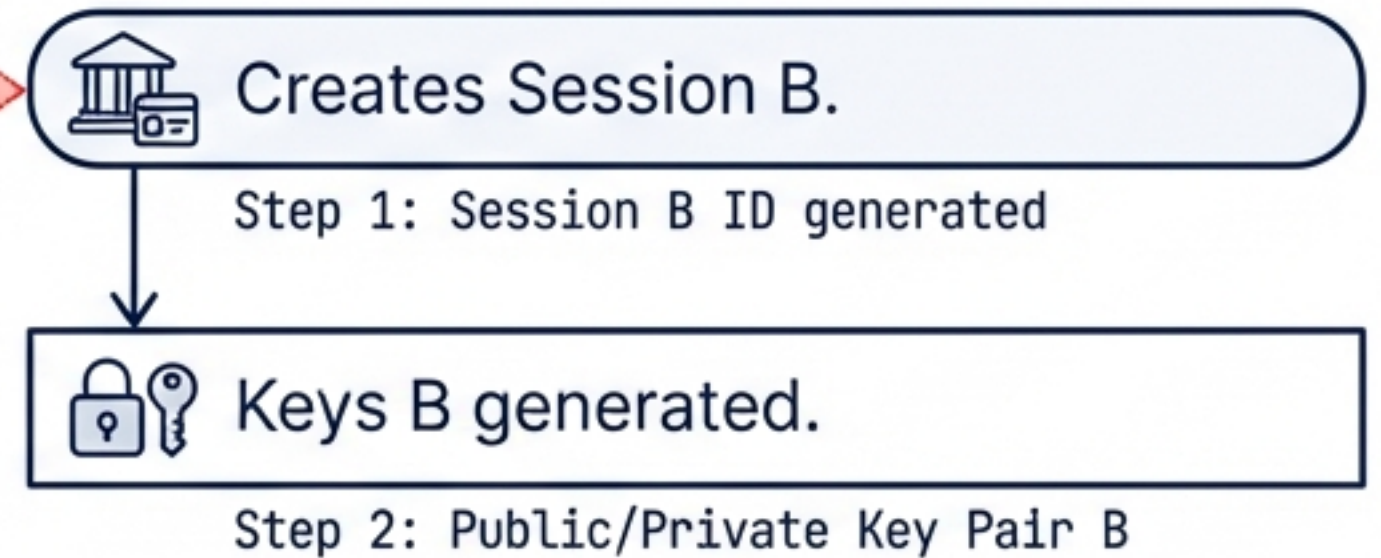 Creates Session B.
Step 1: Session B ID generated
Keys B generated.
Step 2: Public/Private Key Pair B